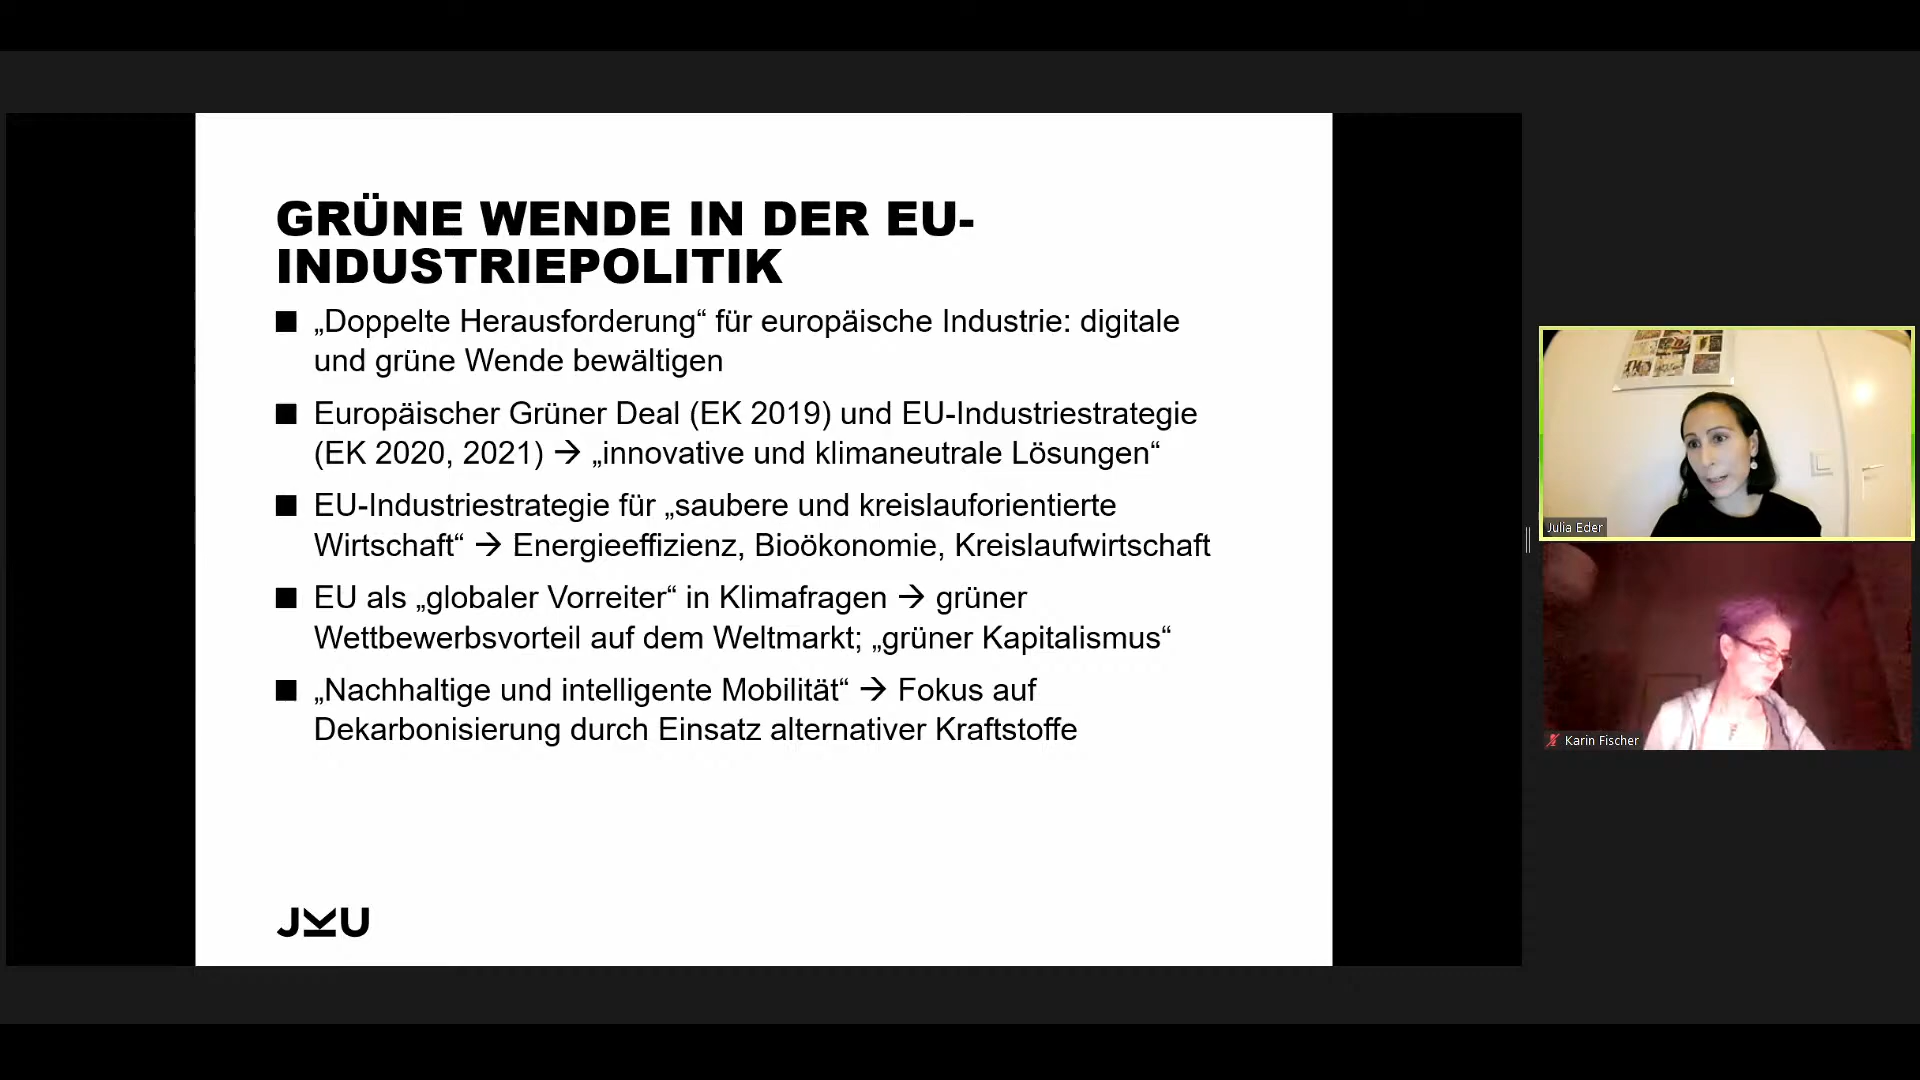 GRÜNE WENDE IN DER EU-
INDUSTRIEPOLITIK
■ „Doppelte Herausforderung“ für europäische Industrie: digitale
und grüne Wende bewältigen
■ Europäischer Grüner Deal (EK 2019) und EU-Industriestrategie
(EK 2020, 2021) → „innovative und klimaneutrale Lösungen“
■ EU-Industriestrategie für „saubere und kreislauforientierte
Wirtschaft“ → Energieeffizienz, Bioökonomie, Kreislaufwirtschaft
■ EU als „globaler Vorreiter“ in Klimafragen → grüner
Wettbewerbsvorteil auf dem Weltmarkt; „grüner Kapitalismus“
■ „Nachhaltige und intelligente Mobilität“ → Fokus auf
Dekarbonisierung durch Einsatz alternativer Kraftstoffe
JKU
Julia Eder
Karin Fischer